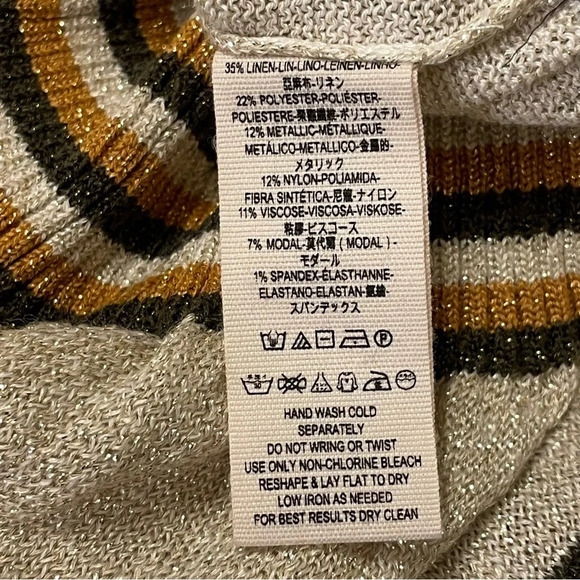 35% LINEN-LIN-LINO-LEINEN-LINHO-
亞麻布-リネン
22% POLYESTER-POLIÉSTER-
POLIESTERE-聚酯纖維-ポリエステル
12% METALLIC-MÉTALLIQUE-
METÁLICO-METALLICO-金屬的-
メタリック
12% NYLON-POLIAMIDA-
FIBRA SINTÉTICA-尼龍-ナイロン
11% VISCOSE-VISCOSA-VISKOSE-
粘膠-ビスコース
7% MODAL-莫代爾 ( MODAL ) -
モダール
1% SPANDEX-ÉLASTHANNE-
ELASTANO-ELASTAN-氨綸-
スパンデックス
HAND WASH COLD
SEPARATELY
DO NOT WRING OR TWIST
USE ONLY NON-CHLORINE BLEACH
RESHAPE & LAY FLAT TO DRY
LOW IRON AS NEEDED
FOR BEST RESULTS DRY CLEAN